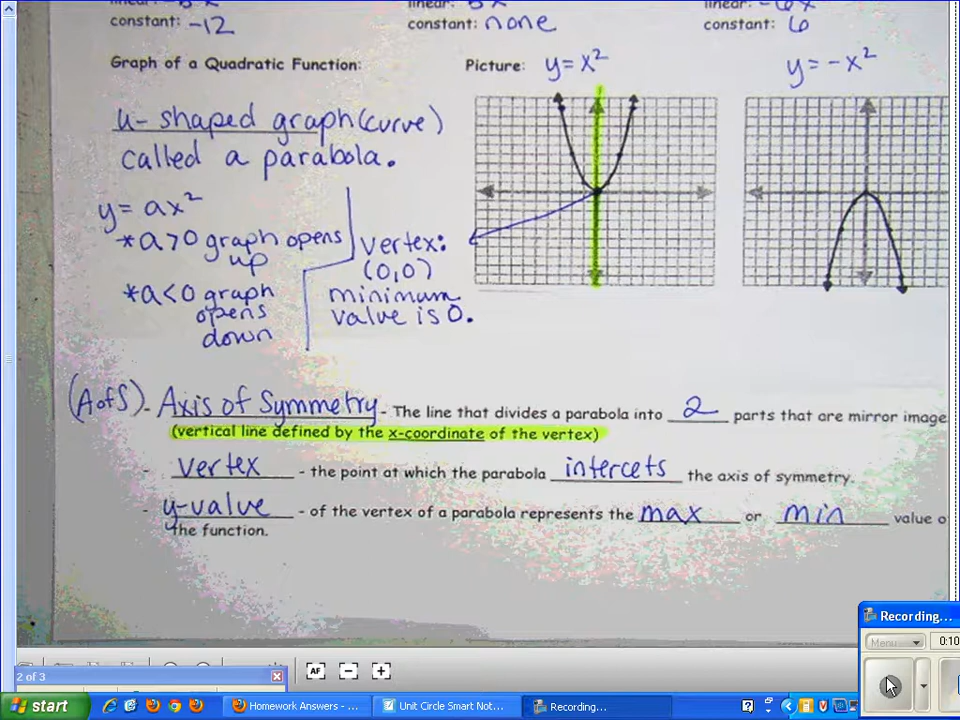 constant: -12
constant: none
constant: 6
Graph of a Quadratic Function:
Picture: y = x²
y = -x²
u-shaped graph (curve)
called a parabola.
y = ax²
*a>0 graph opens
up
*a<0 graph
opens
down
vertex:
(0,0)
minimum
value is 0.
(A of S) - Axis of Symmetry - The line that divides a parabola into 2 parts that are mirror image
(vertical line defined by the x-coordinate of the vertex)
- vertex - the point at which the parabola intercets the axis of symmetry.
- y-value - of the vertex of a parabola represents the max or min value o
the function.
Recording...
Menu
0:10
2 of 3
AF
start
Homework Answers - ...
Unit Circle Smart Not...
Recording...